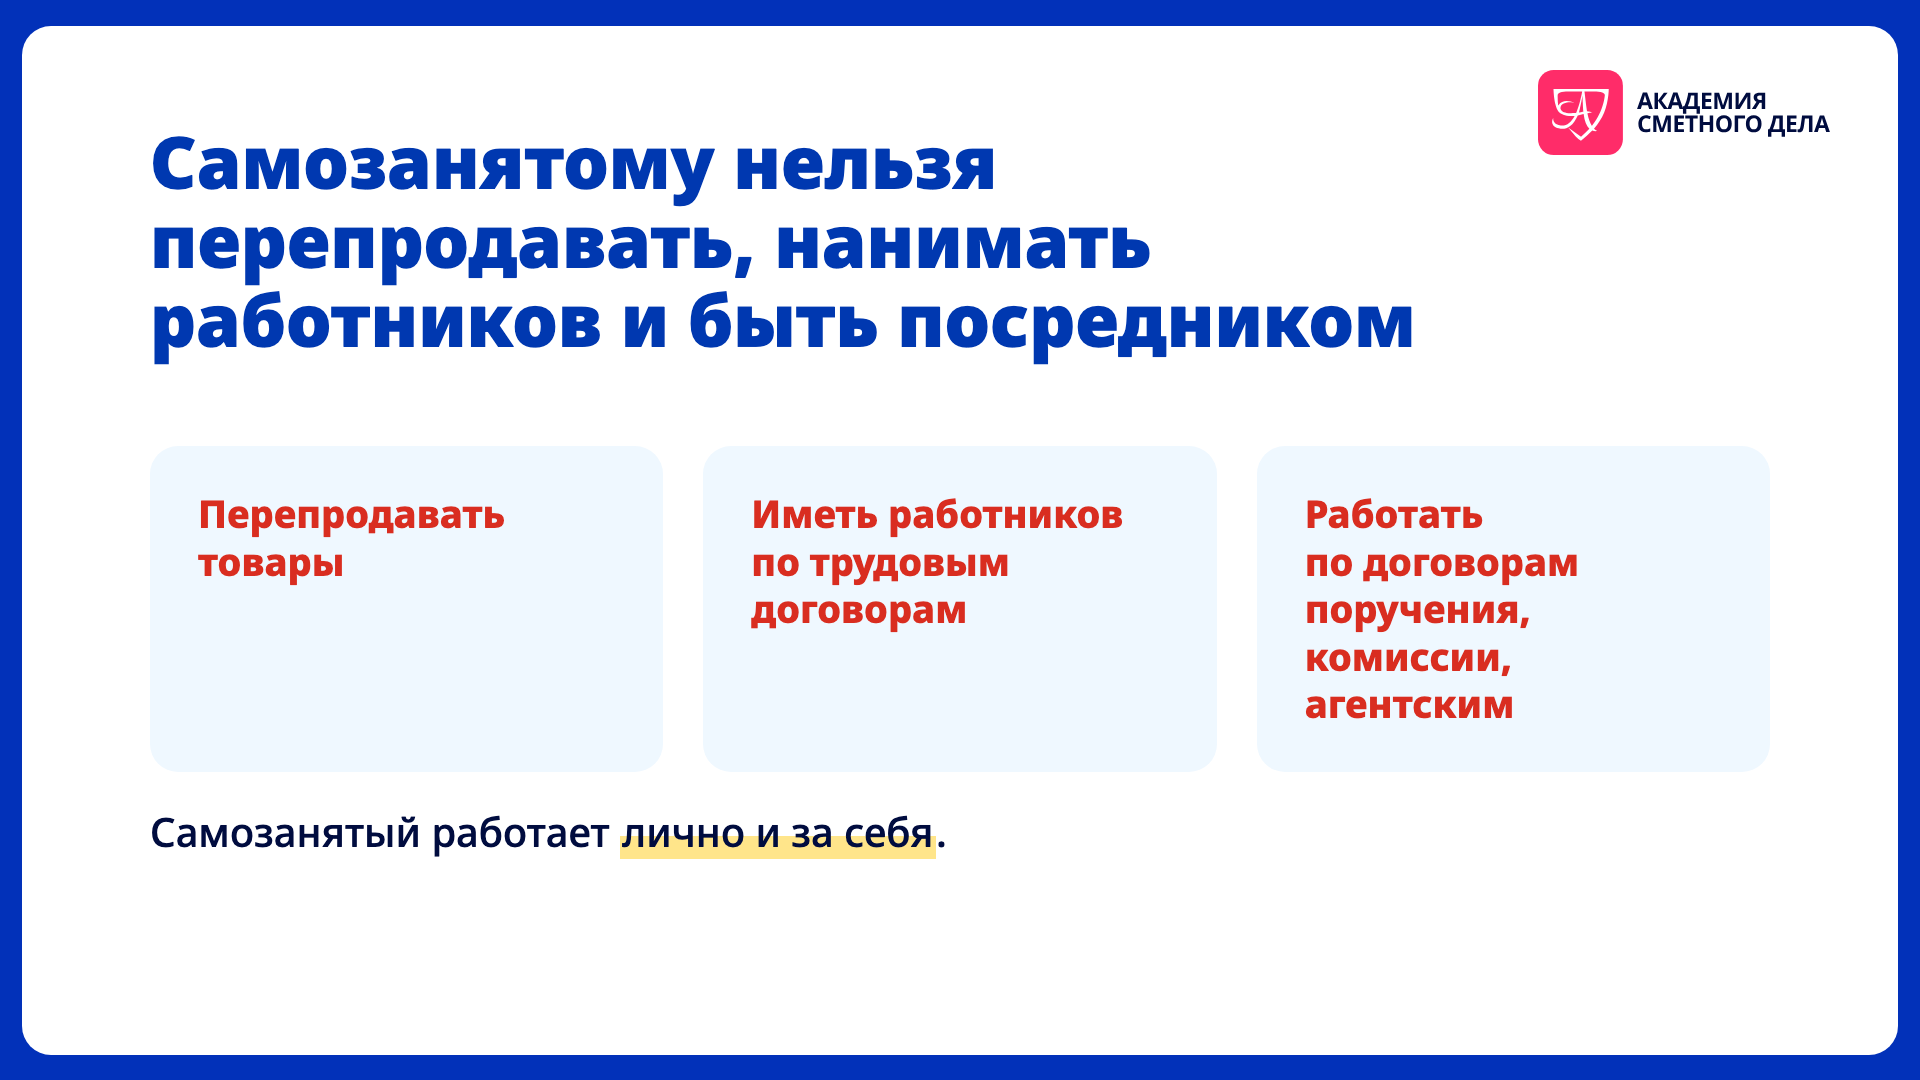 АКАДЕМИЯ
СМЕТНОГО ДЕЛА
Самозанятому нельзя
перепродавать, нанимать
работников и быть посредником
Перепродавать
товары
Иметь работников
по трудовым
договорам
Работать
по договорам
поручения,
комиссии,
агентским
Самозанятый работает лично и за себя.